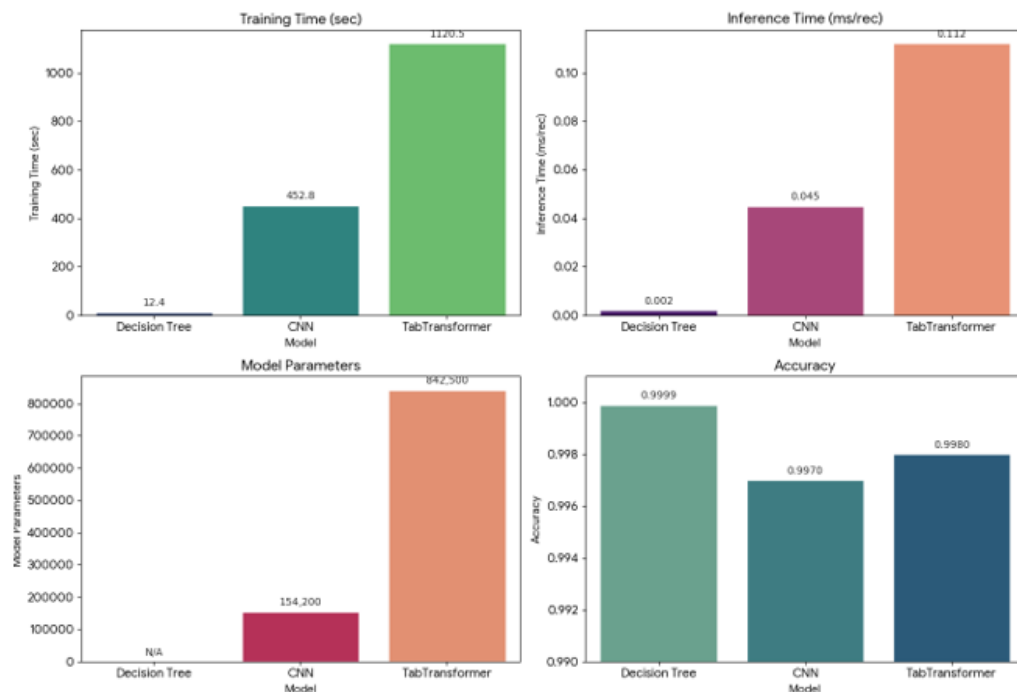 Training Time (sec)
1120.5
1000
800
600
400
200
0
Training Time (sec)
452.8
12.4
Decision Tree
CNN
TabTransformer
Model
Inference Time (ms/rec)
0.112
0.10
0.08
0.06
0.04
0.02
0.00
Inference Time (ms/rec)
0.045
0.002
Decision Tree
CNN
TabTransformer
Model
Model Parameters
842,500
800000
700000
600000
500000
400000
300000
200000
100000
0
Model Parameters
154,200
N/A
Decision Tree
CNN
TabTransformer
Model
Accuracy
1.000
0.998
0.996
0.994
0.992
0.990
Accuracy
0.9999
0.9970
0.9980
Decision Tree
CNN
TabTransformer
Model